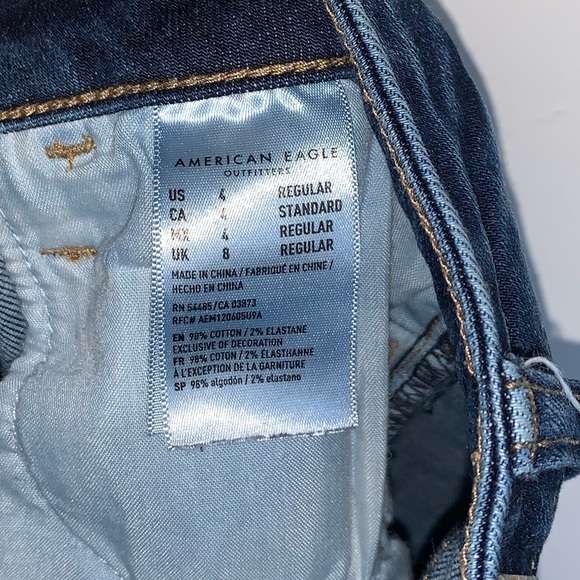 AMERICAN EAGLE
OUTFITTERS
US 4 REGULAR
CA 4 STANDARD
MX 4 REGULAR
UK 8 REGULAR
MADE IN CHINA / FABRIQUÉ EN CHINE /
HECHO EN CHINA
RN 54485/CA 03873
RFC# AEM120605U9A
EN 98% COTTON / 2% ELASTANE
EXCLUSIVE OF DECORATION
FR 98% COTON / 2% ÉLASTHANNE
À L'EXCEPTION DE LA GARNITURE
SP 98% algodón / 2% elastano